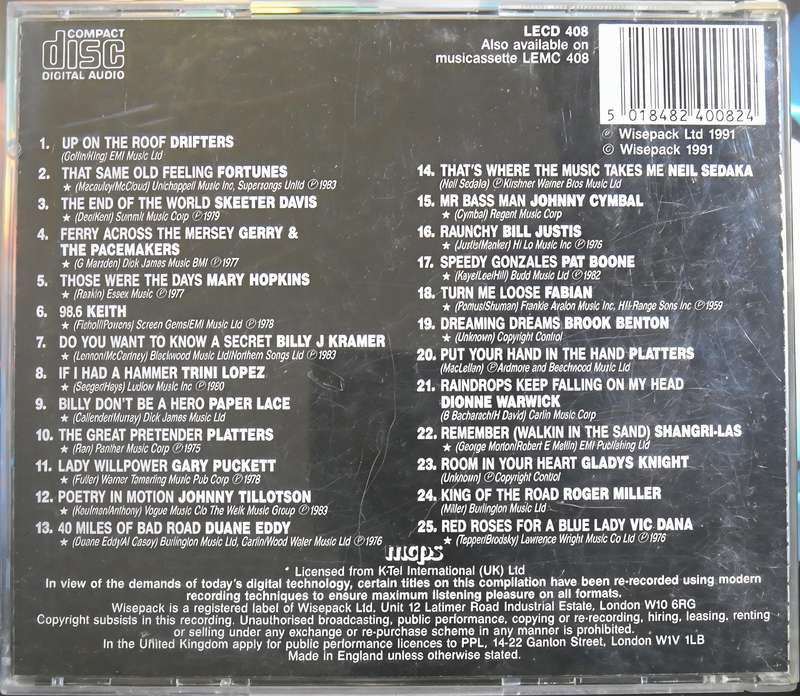 COMPACT
disc
DIGITAL AUDIO
LECD 408
Also available on
musicassette LEMC 408
5 018482 400824
℗ Wisepack Ltd 1991
© Wisepack 1991
1. UP ON THE ROOF DRIFTERS
(Goffin/King) EMI Music Ltd
2. THAT SAME OLD FEELING FORTUNES
★ (Macauley/McCloud) Unichappell Music Inc, Supersongs Unltd ℗1983
3. THE END OF THE WORLD SKEETER DAVIS
★ (Dee/Kent) Summit Music Corp ℗1979
4. FERRY ACROSS THE MERSEY GERRY &
THE PACEMAKERS
★ (G Marsden) Dick James Music BMI ℗1977
5. THOSE WERE THE DAYS MARY HOPKINS
★ (Raskin) Essex Music ℗1977
6. 98.6 KEITH
★ (Fishoff/Powers) Screen Gems/EMI Music Ltd ℗1978
7. DO YOU WANT TO KNOW A SECRET BILLY J KRAMER
★ (Lennon/McCartney) Blackwood Music Ltd/Northern Songs Ltd ℗1983
8. IF I HAD A HAMMER TRINI LOPEZ
★ (Seeger/Hays) Ludlow Music Inc ℗1980
9. BILLY DON'T BE A HERO PAPER LACE
★ (Callender/Murray) Dick James Music Ltd
10. THE GREAT PRETENDER PLATTERS
★ (Ran) Panther Music Corp ℗1975
11. LADY WILLPOWER GARY PUCKETT
★ (Fuller) Warner Tamerling Music Pub Corp ℗1978
12. POETRY IN MOTION JOHNNY TILLOTSON
★ (Kaufman/Anthony) Vogue Music C/o The Welk Music Group ℗1983
13. 40 MILES OF BAD ROAD DUANE EDDY
★ (Duane Eddy/Al Casey) Burlington Music Ltd, Carlin/Wood Water Music Ltd ℗1976
14. THAT'S WHERE THE MUSIC TAKES ME NEIL SEDAKA
(Neil Sedaka) ℗Kirshner Warner Bros Music Ltd
15. MR BASS MAN JOHNNY CYMBAL
★ (Cymbal) Regent Music Corp
16. RAUNCHY BILL JUSTIS
★ (Justis/Manker) Hi Lo Music Inc ℗1976
17. SPEEDY GONZALES PAT BOONE
★ (Kaye/Lee/Hill) Budd Music Ltd ℗1982
18. TURN ME LOOSE FABIAN
★ (Pomus/Shuman) Frankie Avalon Music Inc, Hill-Range Sons Inc ℗1959
19. DREAMING DREAMS BROOK BENTON
★ (Unknown) Copyright Control
20. PUT YOUR HAND IN THE HAND PLATTERS
(MacLellan) ℗Ardmore and Beechwood Music Ltd
21. RAINDROPS KEEP FALLING ON MY HEAD
DIONNE WARWICK
(B Bacharach/H David) Carlin Music Corp
22. REMEMBER (WALKIN IN THE SAND) SHANGRI-LAS
★ (George Morton/Robert E Mellin) EMI Publishing Ltd
23. ROOM IN YOUR HEART GLADYS KNIGHT
(Unknown) ℗Copyright Control
24. KING OF THE ROAD ROGER MILLER
(Miller) Burlington Music Ltd
25. RED ROSES FOR A BLUE LADY VIC DANA
★ (Tepper/Brodsky) Lawrence Wright Music Co Ltd ℗1976
mcps
* Licensed from K-Tel International (UK) Ltd
In view of the demands of today's digital technology, certain titles on this compilation have been re-recorded using modern
recording techniques to ensure maximum listening pleasure on all formats.
Wisepack is a registered label of Wisepack Ltd. Unit 12 Latimer Road Industrial Estate, London W10 6RG
Copyright subsists in this recording. Unauthorised broadcasting, public performance, copying or re-recording, hiring, leasing, renting
or selling under any exchange or re-purchase scheme in any manner is prohibited.
In the United Kingdom apply for public performance licences to PPL, 14-22 Ganton Street, London W1V 1LB
Made in England unless otherwise stated.